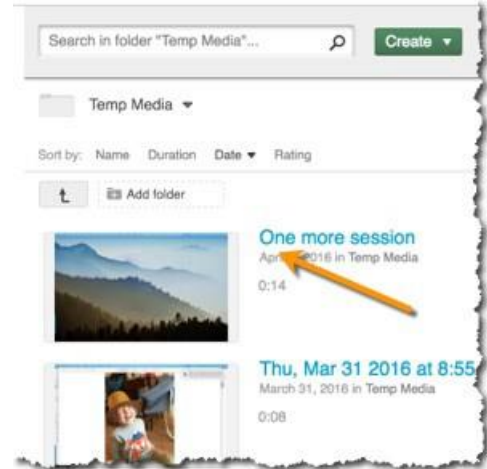 Search in folder "Temp Media"...
Create
Temp Media
Sort by: Name Duration Date Rating
Add folder
One more session
2016 in Temp Media
0:14
Thu, Mar 31 2016 at 8:55
March 31, 2016 in Temp Media
0:08